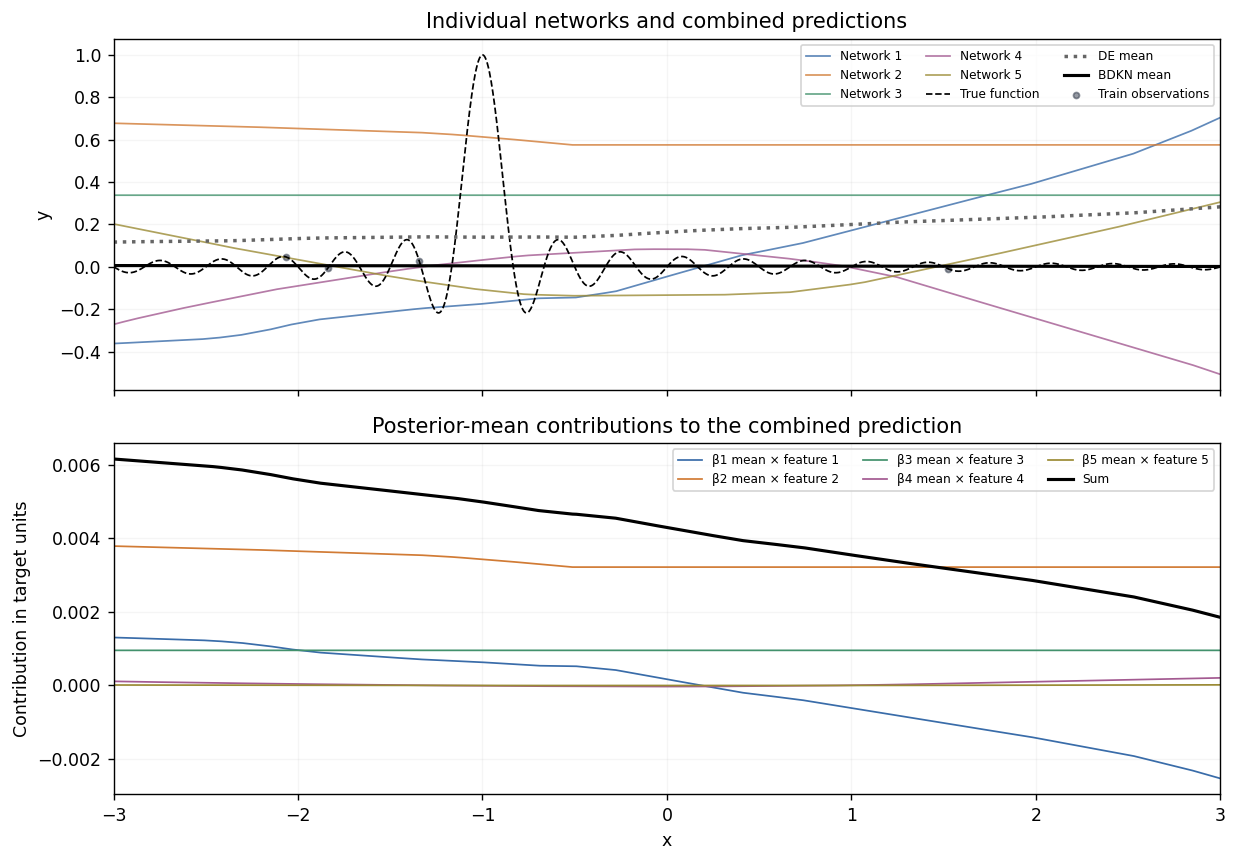 Individual networks and combined predictions
1.0
0.8
0.6
0.4
0.2
0.0
−0.2
−0.4
y
Network 1
Network 2
Network 3
Network 4
Network 5
True function
DE mean
BDKN mean
Train observations
Posterior-mean contributions to the combined prediction
0.006
0.004
0.002
0.000
−0.002
Contribution in target units
β1 mean × feature 1
β2 mean × feature 2
β3 mean × feature 3
β4 mean × feature 4
β5 mean × feature 5
Sum
−3 −2 −1 0 1 2 3
x